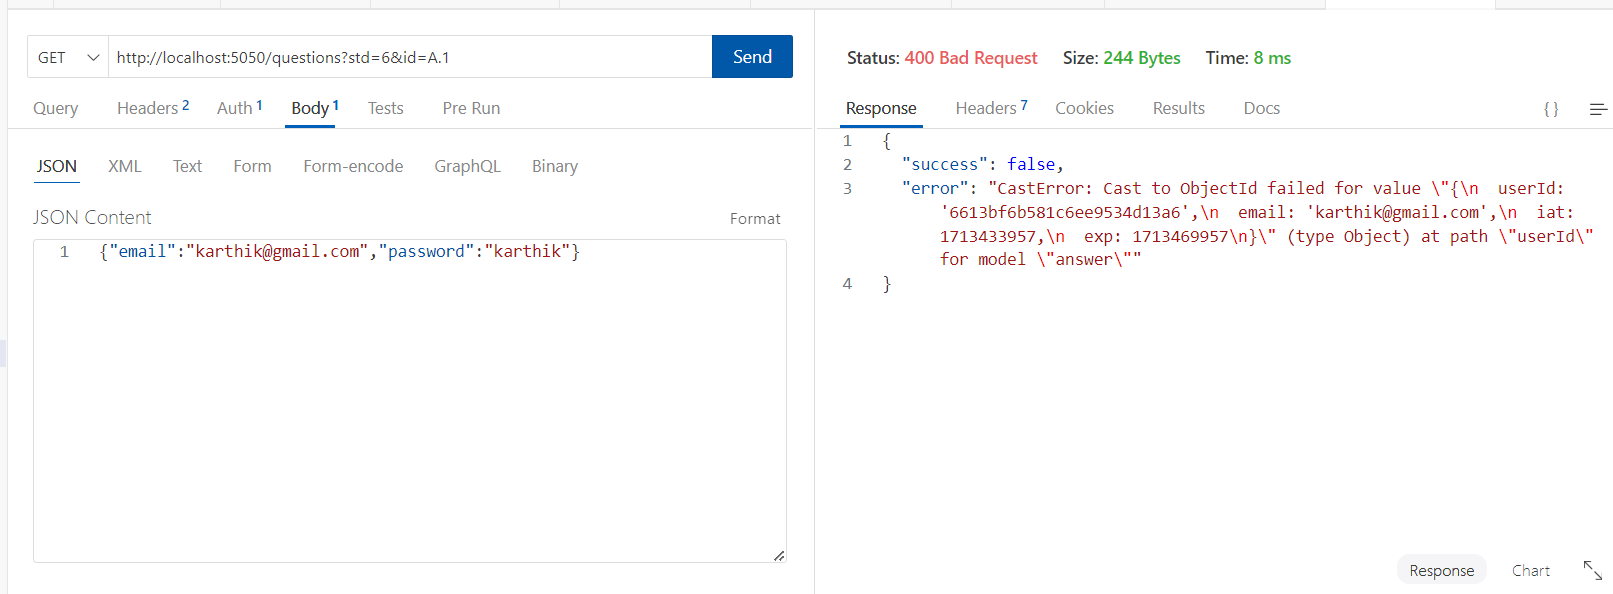 GET http://localhost:5050/questions?std=6&id=A.1 Send
Query Headers 2 Auth 1 Body 1 Tests Pre Run
JSON XML Text Form Form-encode GraphQL Binary
JSON Content Format
1 {"email":"karthik@gmail.com","password":"karthik"}
Status: 400 Bad Request Size: 244 Bytes Time: 8 ms
Response Headers 7 Cookies Results Docs { }
1 {
2 "success": false,
3 "error": "CastError: Cast to ObjectId failed for value \"{\n  userId:
'6613bf6b581c6ee9534d13a6',\n  email: 'karthik@gmail.com',\n  iat:
1713433957,\n  exp: 1713469957\n}\" (type Object) at path \"userId\"
for model \"answer\""
4 }
Response Chart